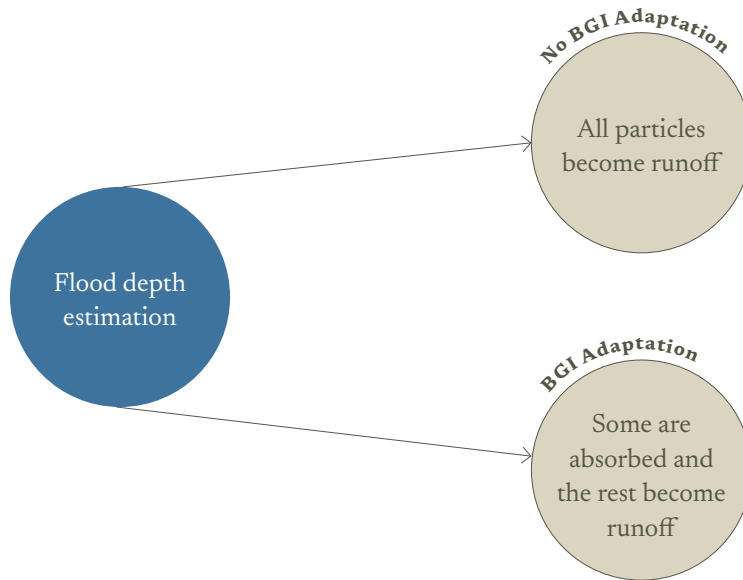 No BGI Adaptation
All particles
become runoff
Flood depth
estimation
BGI Adaptation
Some are
absorbed and
the rest become
runoff